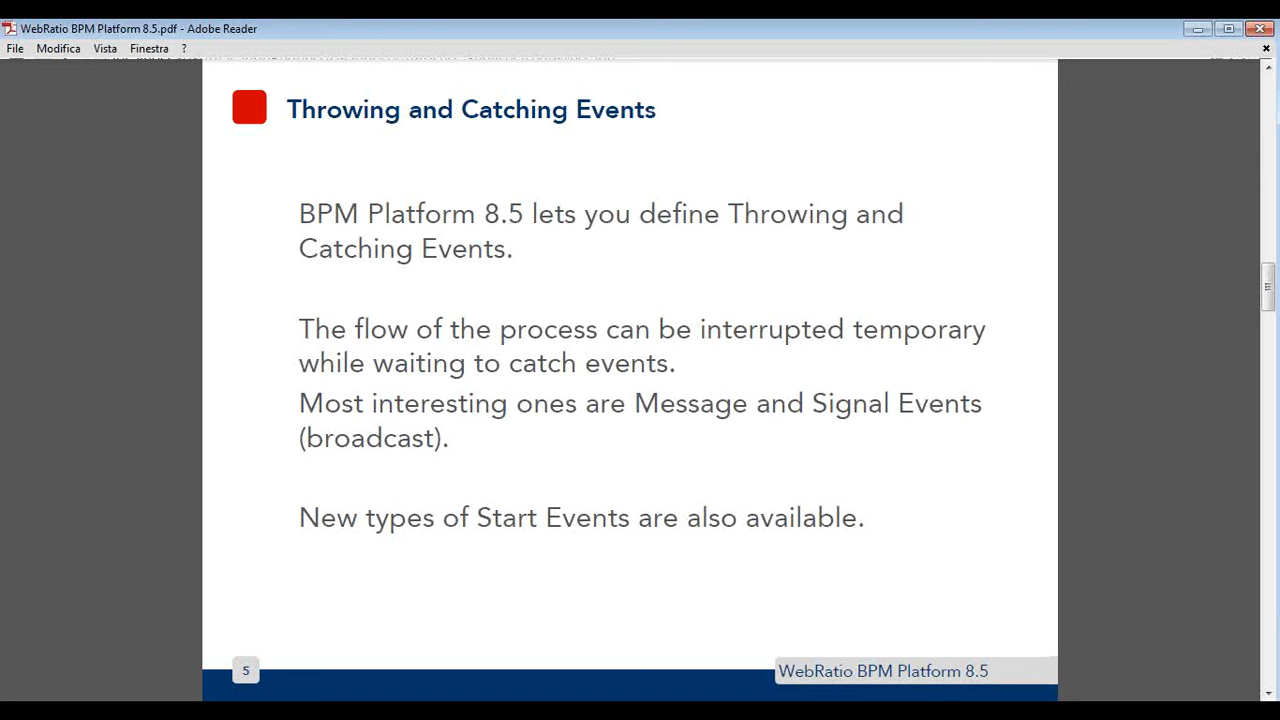 WebRatio BPM Platform 8.5.pdf - Adobe Reader
File Modifica Vista Finestra ?
Throwing and Catching Events
BPM Platform 8.5 lets you define Throwing and
Catching Events.
The flow of the process can be interrupted temporary
while waiting to catch events.
Most interesting ones are Message and Signal Events
(broadcast).
New types of Start Events are also available.
5
WebRatio BPM Platform 8.5